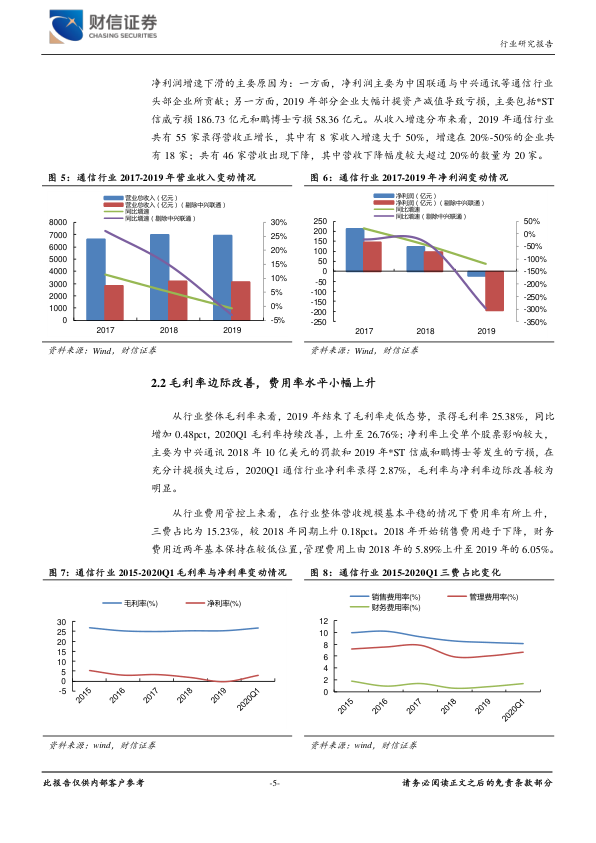 财信证券
CHASING SECURITIES
行业研究报告
净利润增速下滑的主要原因为：一方面，净利润主要为中国联通与中兴通讯等通信行业
头部企业所贡献；另一方面，2019 年部分企业大幅计提资产减值导致亏损，主要包括*ST
信威亏损 186.73 亿元和鹏博士亏损 58.36 亿元。从收入增速分布来看，2019 年通信行业
共有 55 家录得营收正增长，其中有 8 家收入增速大于 50%，增速在 20%-50%的企业共
有 18 家；共有 46 家营收出现下降，其中营收下降幅度较大超过 20%的数量为 20 家。
图 5：通信行业 2017-2019 年营业收入变动情况
营业总收入（亿元）
营业总收入（亿元）（剔除中兴联通）
同比增速
同比增速（剔除中兴联通）
8000
7000
6000
5000
4000
3000
2000
1000
0
30%
25%
20%
15%
10%
5%
0%
-5%
2017 2018 2019
资料来源：Wind，财信证券
图 6：通信行业 2017-2019 年净利润变动情况
净利润（亿元）
净利润（亿元）（剔除中兴联通）
同比增速
同比增速（剔除中兴联通）
250
200
150
100
50
0
-50
-100
-150
-200
-250
50%
0%
-50%
-100%
-150%
-200%
-250%
-300%
-350%
2017 2018 2019
资料来源：Wind，财信证券
2.2 毛利率边际改善，费用率水平小幅上升
从行业整体毛利率来看，2019 年结束了毛利率走低态势，录得毛利率 25.38%，同比
增加 0.48pct，2020Q1 毛利率持续改善，上升至 26.76%；净利率上受单个股票影响较大，
主要为中兴通讯 2018 年 10 亿美元的罚款和 2019 年*ST 信威和鹏博士等发生的亏损，在
充分计提损失过后，2020Q1 通信行业净利率录得 2.87%，毛利率与净利率边际改善较为
明显。
从行业费用管控上来看，在行业整体营收规模基本平稳的情况下费用率有所上升，
三费占比为 15.23%，较 2018 年同期上升 0.18pct。2018 年开始销售费用趋于下降，财务
费用近两年基本保持在较低位置，管理费用上由 2018 年的 5.89%上升至 2019 年的 6.05%。
图 7：通信行业 2015-2020Q1 毛利率与净利率变动情况
毛利率(%) 净利率(%)
30
25
20
15
10
5
0
-5
2015 2016 2017 2018 2019 2020Q1
资料来源：wind，财信证券
图 8：通信行业 2015-2020Q1 三费占比变化
销售费用率(%) 管理费用率(%)
财务费用率(%)
12
10
8
6
4
2
0
2015 2016 2017 2018 2019 2020Q1
资料来源：wind，财信证券
此报告仅供内部客户参考 -5- 请务必阅读正文之后的免责条款部分